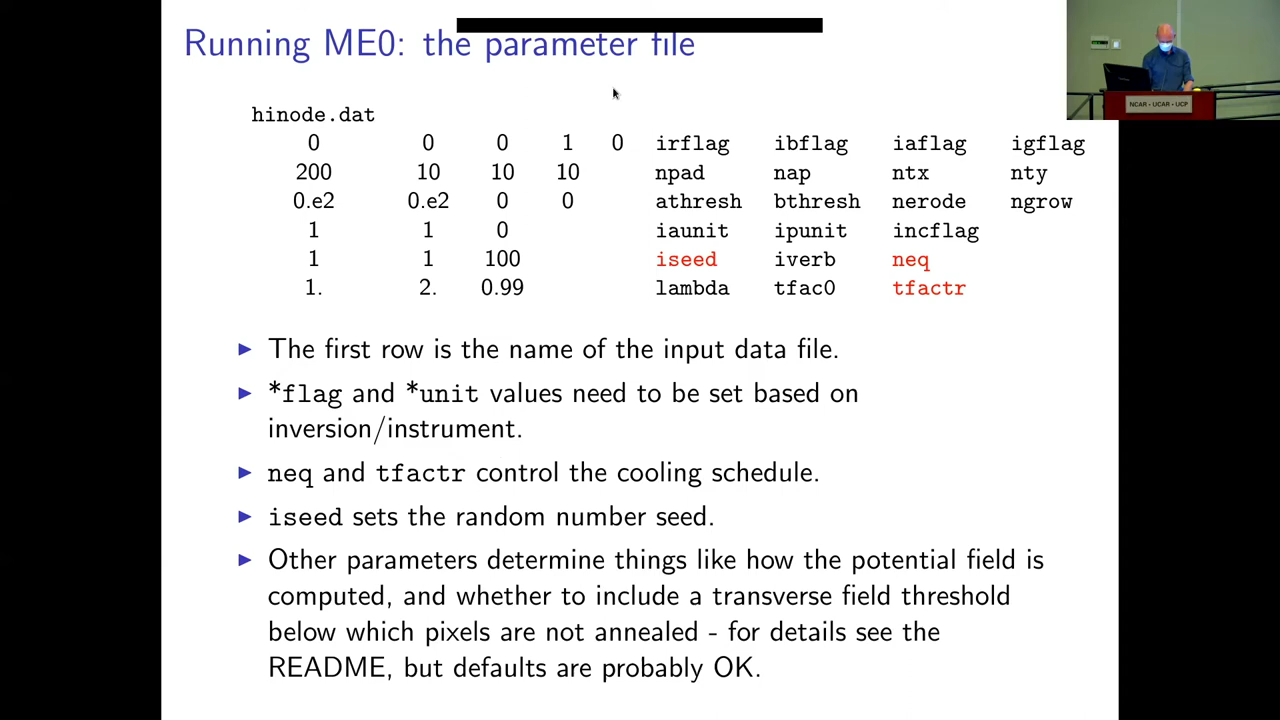 Running ME0: the parameter file
NCAR • UCAR • UCP
hinode.dat
0 0 0 1 0 irflag ibflag iaflag igflag
200 10 10 10 npad nap ntx nty
0.e2 0.e2 0 0 athresh bthresh nerode ngrow
1 1 0 iaunit ipunit incflag
1 1 100 iseed iverb neq
1. 2. 0.99 lambda tfac0 tfactr
▶ The first row is the name of the input data file.
▶ *flag and *unit values need to be set based on
inversion/instrument.
▶ neq and tfactr control the cooling schedule.
▶ iseed sets the random number seed.
▶ Other parameters determine things like how the potential field is
computed, and whether to include a transverse field threshold
below which pixels are not annealed - for details see the
README, but defaults are probably OK.